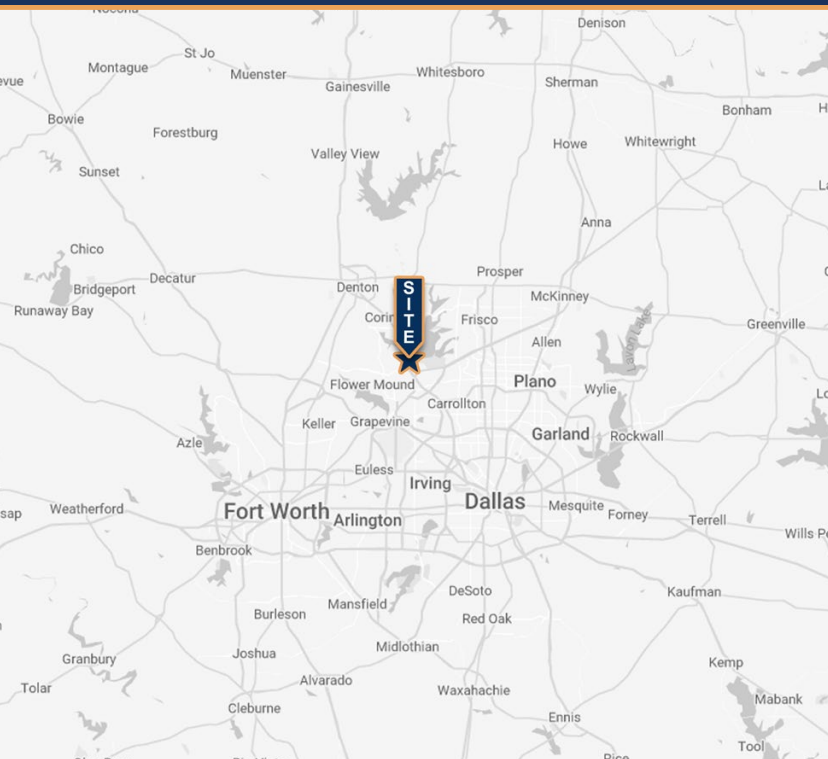 Denison
St Jo
Montague
Muenster
Whitesboro
Gainesville
Sherman
Bowie
Bonham
Forestburg
Howe
Whitewright
Valley View
Sunset
Anna
Chico
Decatur
Prosper
Denton
SITE
Bridgeport
McKinney
Runaway Bay
Frisco
Greenville
Lavon Lake
Allen
Flower Mound
Plano
Wylie
Carrollton
Keller
Grapevine
Garland
Rockwall
Azle
Euless
Irving
Dallas
Weatherford
Fort Worth
Arlington
Mesquite
Forney
Terrell
Benbrook
DeSoto
Kaufman
Mansfield
Burleson
Red Oak
Midlothian
Joshua
Granbury
Kemp
Alvarado
Tolar
Waxahachie
Mabank
Cleburne
Ennis
Tool